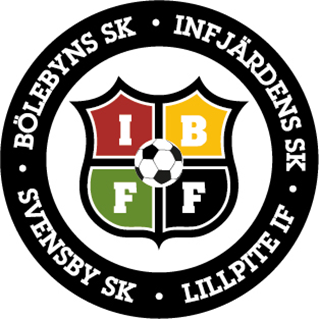 BÖLEBYNS SK • INFJÄRDENS SK • LILLPITE IF • SVENSBY SK •
I B
F F